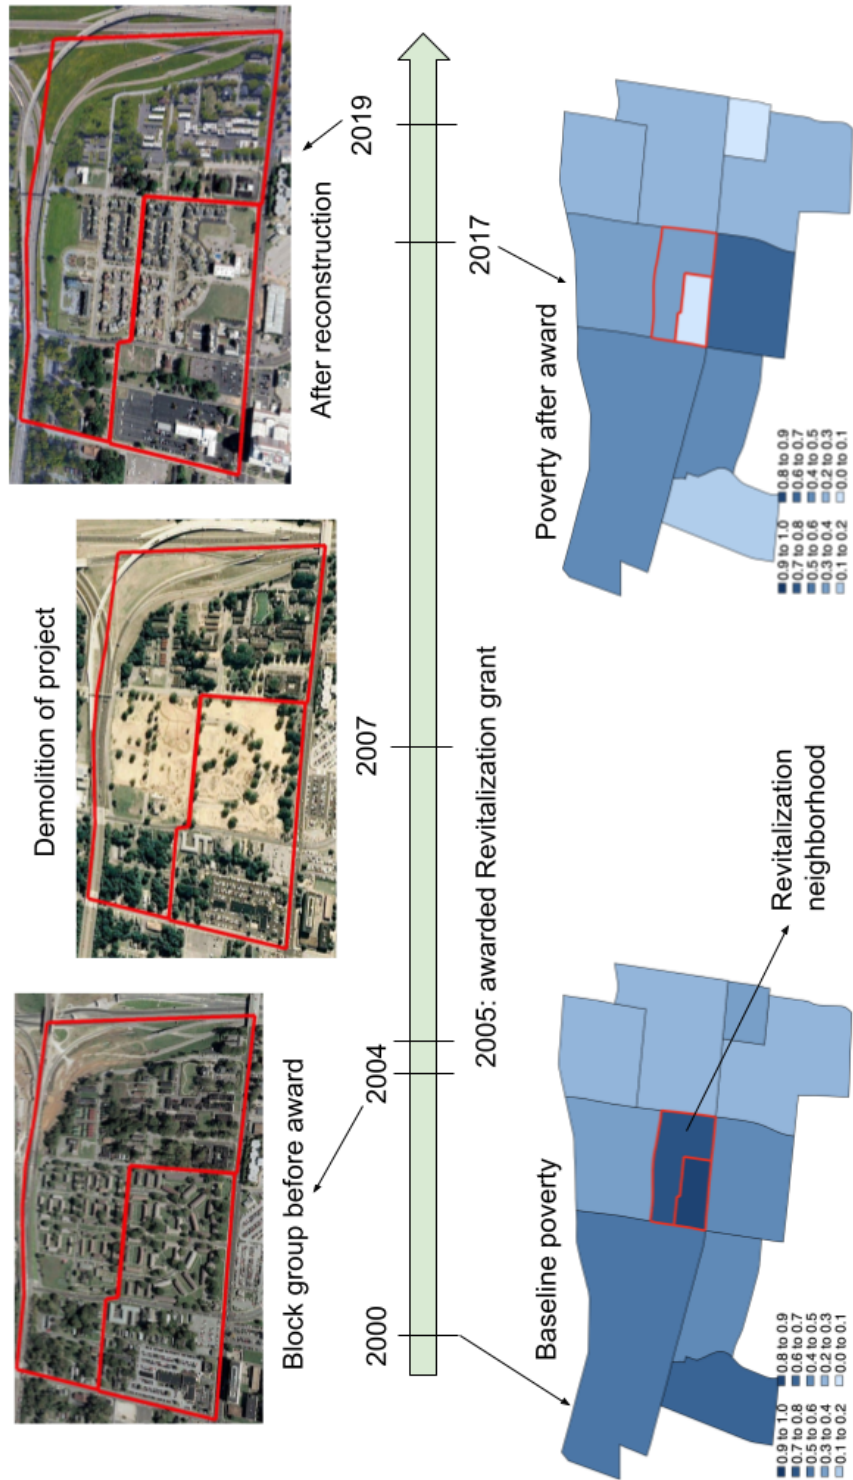 Block group before award
Demolition of project
After reconstruction
2000
2004
2007
2017
2019
2005: awarded Revitalization grant
Baseline poverty
Poverty after award
Revitalization
neighborhood
0.9 to 1.0 0.8 to 0.9
0.7 to 0.8 0.6 to 0.7
0.5 to 0.6 0.4 to 0.5
0.3 to 0.4 0.2 to 0.3
0.1 to 0.2 0.0 to 0.1
0.9 to 1.0 0.8 to 0.9
0.7 to 0.8 0.6 to 0.7
0.5 to 0.6 0.4 to 0.5
0.3 to 0.4 0.2 to 0.3
0.1 to 0.2 0.0 to 0.1